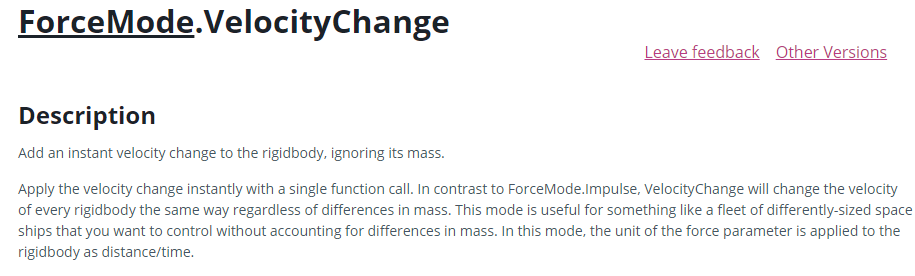 ForceMode.VelocityChange
Leave feedback Other Versions
Description
Add an instant velocity change to the rigidbody, ignoring its mass.
Apply the velocity change instantly with a single function call. In contrast to ForceMode.Impulse, VelocityChange will change the velocity
of every rigidbody the same way regardless of differences in mass. This mode is useful for something like a fleet of differently-sized space
ships that you want to control without accounting for differences in mass. In this mode, the unit of the force parameter is applied to the
rigidbody as distance/time.